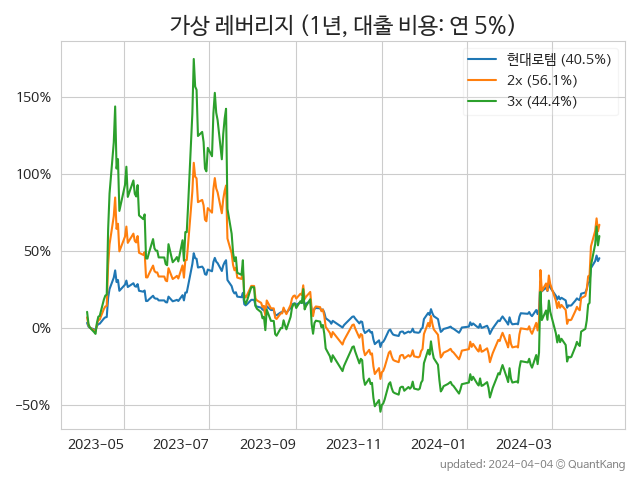 가상 레버리지 (1년, 대출 비용: 연 5%)
현대로템 (40.5%)
2x (56.1%)
3x (44.4%)
150%
100%
50%
0%
−50%
2023-05 2023-07 2023-09 2023-11 2024-01 2024-03
updated: 2024-04-04 © QuantKang